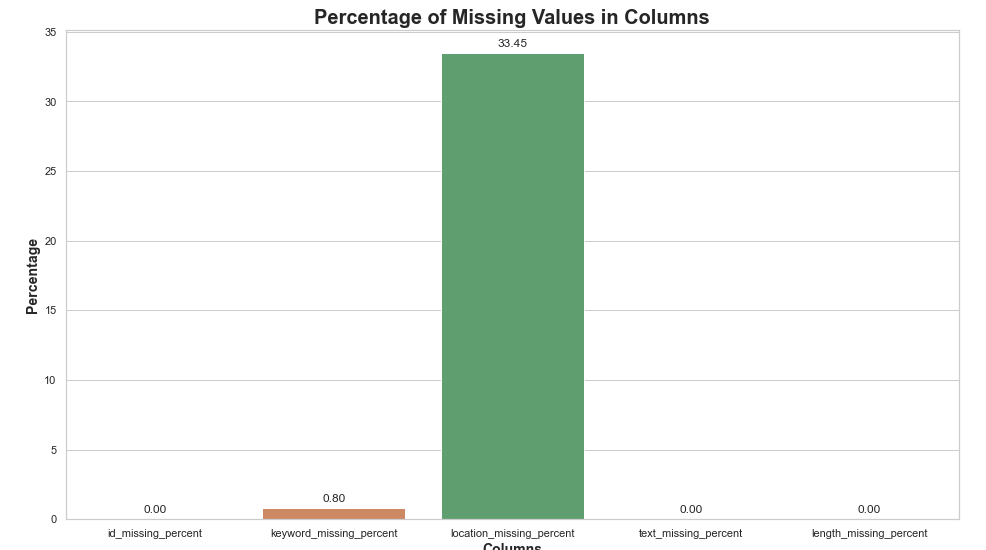 Percentage of Missing Values in Columns
35
30
25
20
15
10
5
0
Percentage
0.00
0.80
33.45
0.00
0.00
id_missing_percent
keyword_missing_percent
location_missing_percent
text_missing_percent
length_missing_percent
Columns